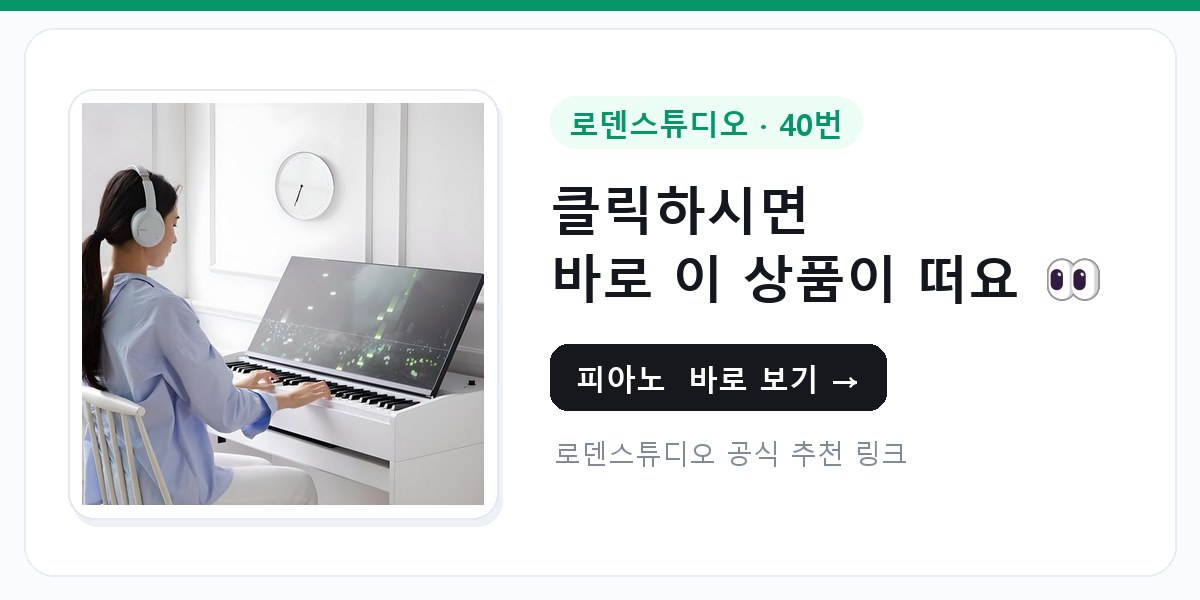 로덴스튜디오 · 40번
클릭하시면
바로 이 상품이 떠요 👀
피아노 바로 보기 →
로덴스튜디오 공식 추천 링크